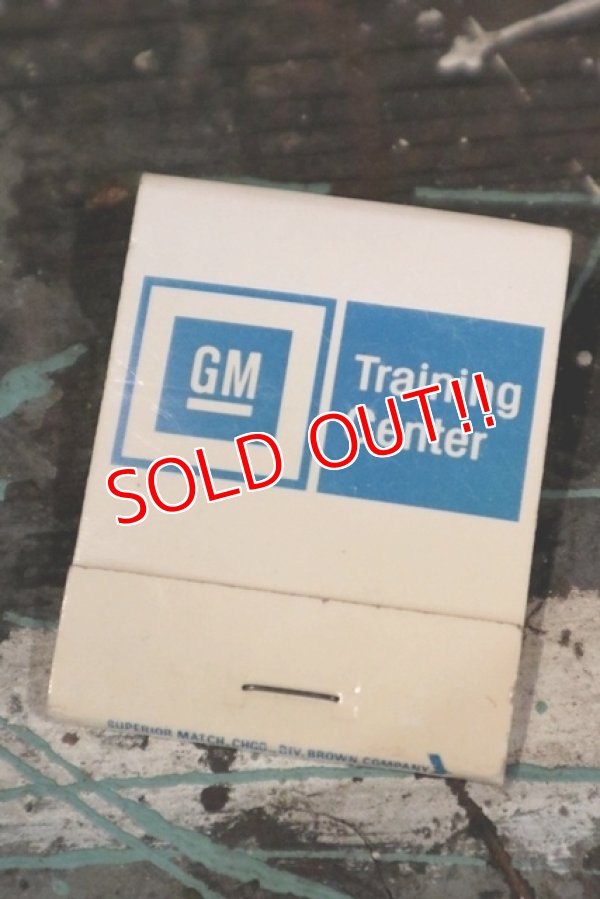 GM
Training
Center
SOLD OUT!!
SUPERIOR MATCH, CHGO., DIV. BROWN COMPANY